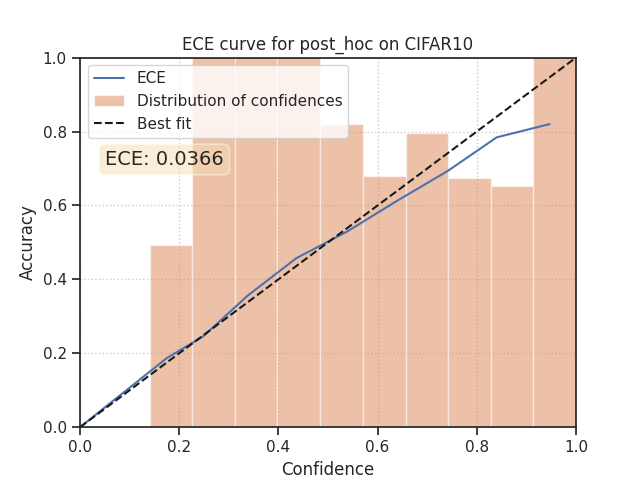 ECE curve for post_hoc on CIFAR10
1.0
0.8
0.6
0.4
0.2
0.0
Accuracy
ECE
Distribution of confidences
Best fit
ECE: 0.0366
0.0 0.2 0.4 0.6 0.8 1.0
Confidence